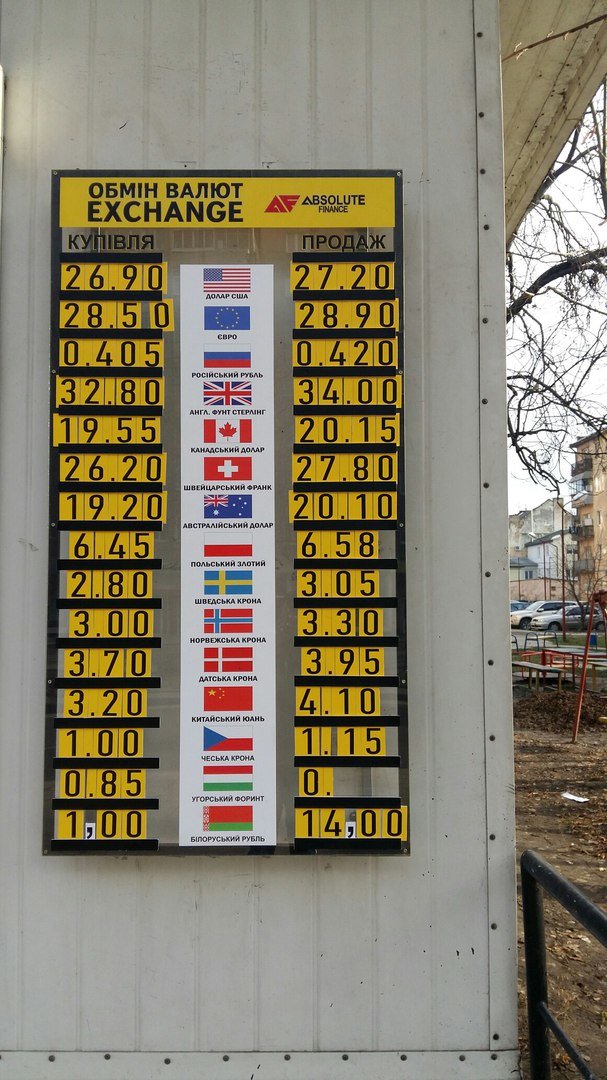 ОБМІН ВАЛЮТ
EXCHANGE
ABSOLUTE
FINANCE
КУПІВЛЯ ПРОДАЖ
26.90 ДОЛАР США 27.20
28.50 ЄВРО 28.90
0.405 РОСІЙСЬКИЙ РУБЛЬ 0.420
32.80 АНГЛ. ФУНТ СТЕРЛІНГ 34.00
19.55 КАНАДСЬКИЙ ДОЛАР 20.15
26.20 ШВЕЙЦАРСЬКИЙ ФРАНК 27.80
19.20 АВСТРАЛІЙСЬКИЙ ДОЛАР 20.10
6.45 ПОЛЬСЬКИЙ ЗЛОТИЙ 6.58
2.80 ШВЕДСЬКА КРОНА 3.05
3.00 НОРВЕЖСЬКА КРОНА 3.30
3.70 ДАТСЬКА КРОНА 3.95
3.20 КИТАЙСЬКИЙ ЮАНЬ 4.10
1.00 ЧЕСЬКА КРОНА 1.15
0.85 УГОРСЬКИЙ ФОРИНТ 0.
1,00 БІЛОРУСЬКИЙ РУБЛЬ 14,00